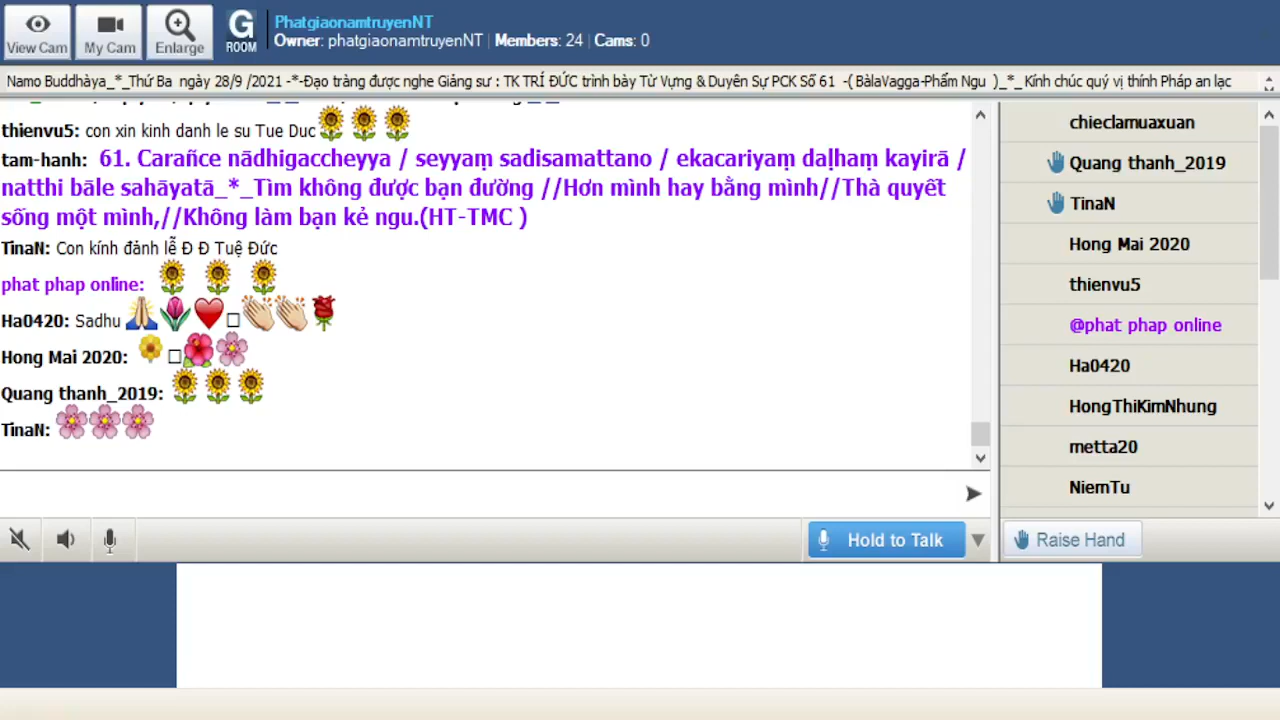 View Cam
My Cam
Enlarge
G
ROOM
PhatgiaonamtruyenNT
Owner: phatgiaonamtruyenNT | Members: 24 | Cams: 0
Namo Buddhàya_*_Thứ Ba ngày 28/9 /2021 -*-Đạo tràng được nghe Giảng sư : TK TRÍ ĐỨC trình bày Từ Vựng & Duyên Sự PCK Số 61 -( BàlaVagga-Phẩm Ngu )_*_ Kính chúc quý vị thính Pháp an lạc
thienvu5: con xin kinh danh le su Tue Duc
tam-hanh: 61. Carañce nādhigaccheyya / seyyaṃ sadisamattano / ekacariyaṃ daḷhaṃ kayirā /
natthi bāle sahāyatā_*_Tìm không được bạn đường //Hơn mình hay bằng mình//Thà quyết
sống một mình,//Không làm bạn kẻ ngu.(HT-TMC )
TinaN: Con kính đảnh lễ Đ Đ Tuệ Đức
phat phap online:
Ha0420: Sadhu
Hong Mai 2020:
Quang thanh_2019:
TinaN:
chieclamuaxuan
Quang thanh_2019
TinaN
Hong Mai 2020
thienvu5
@phat phap online
Ha0420
HongThiKimNhung
metta20
NiemTu
Hold to Talk
Raise Hand